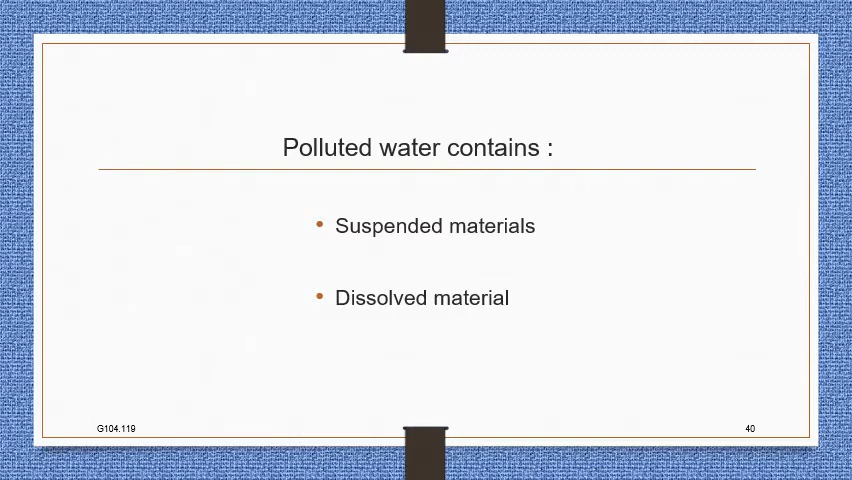 Polluted water contains :
• Suspended materials
• Dissolved material
G104.119
40